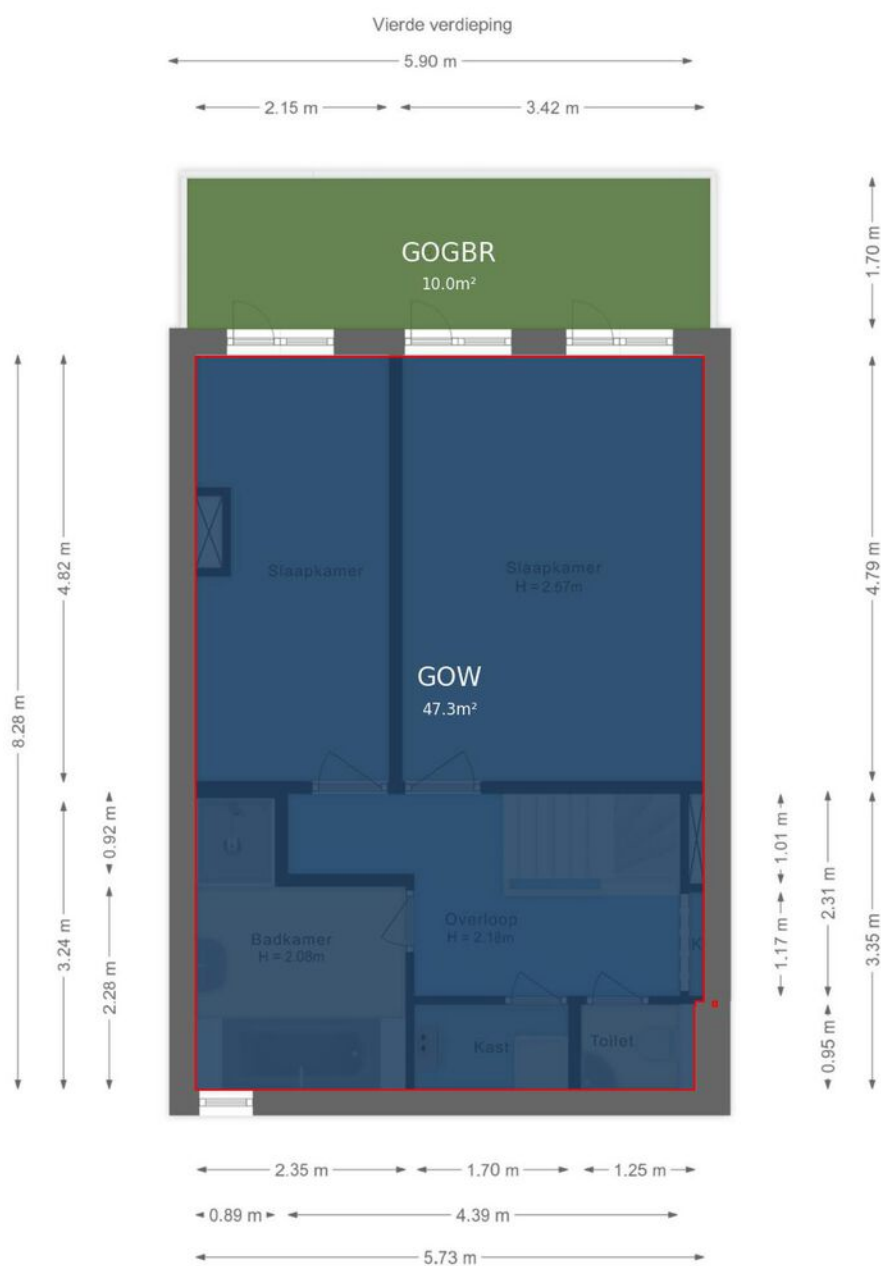 Vierde verdieping
5.90 m
2.15 m
3.42 m
1.70 m
GOGBR
10.0m²
8.28 m
4.82 m
4.79 m
Slaapkamer
Slaapkamer
H = 2.67m
GOW
47.3m²
3.24 m
0.92 m
2.28 m
1.01 m
1.17 m
2.31 m
3.35 m
0.95 m
Overloop
H = 2.18m
K
Badkamer
H = 2.08m
Kast
Toilet
2.35 m
1.70 m
1.25 m
0.89 m
4.39 m
5.73 m